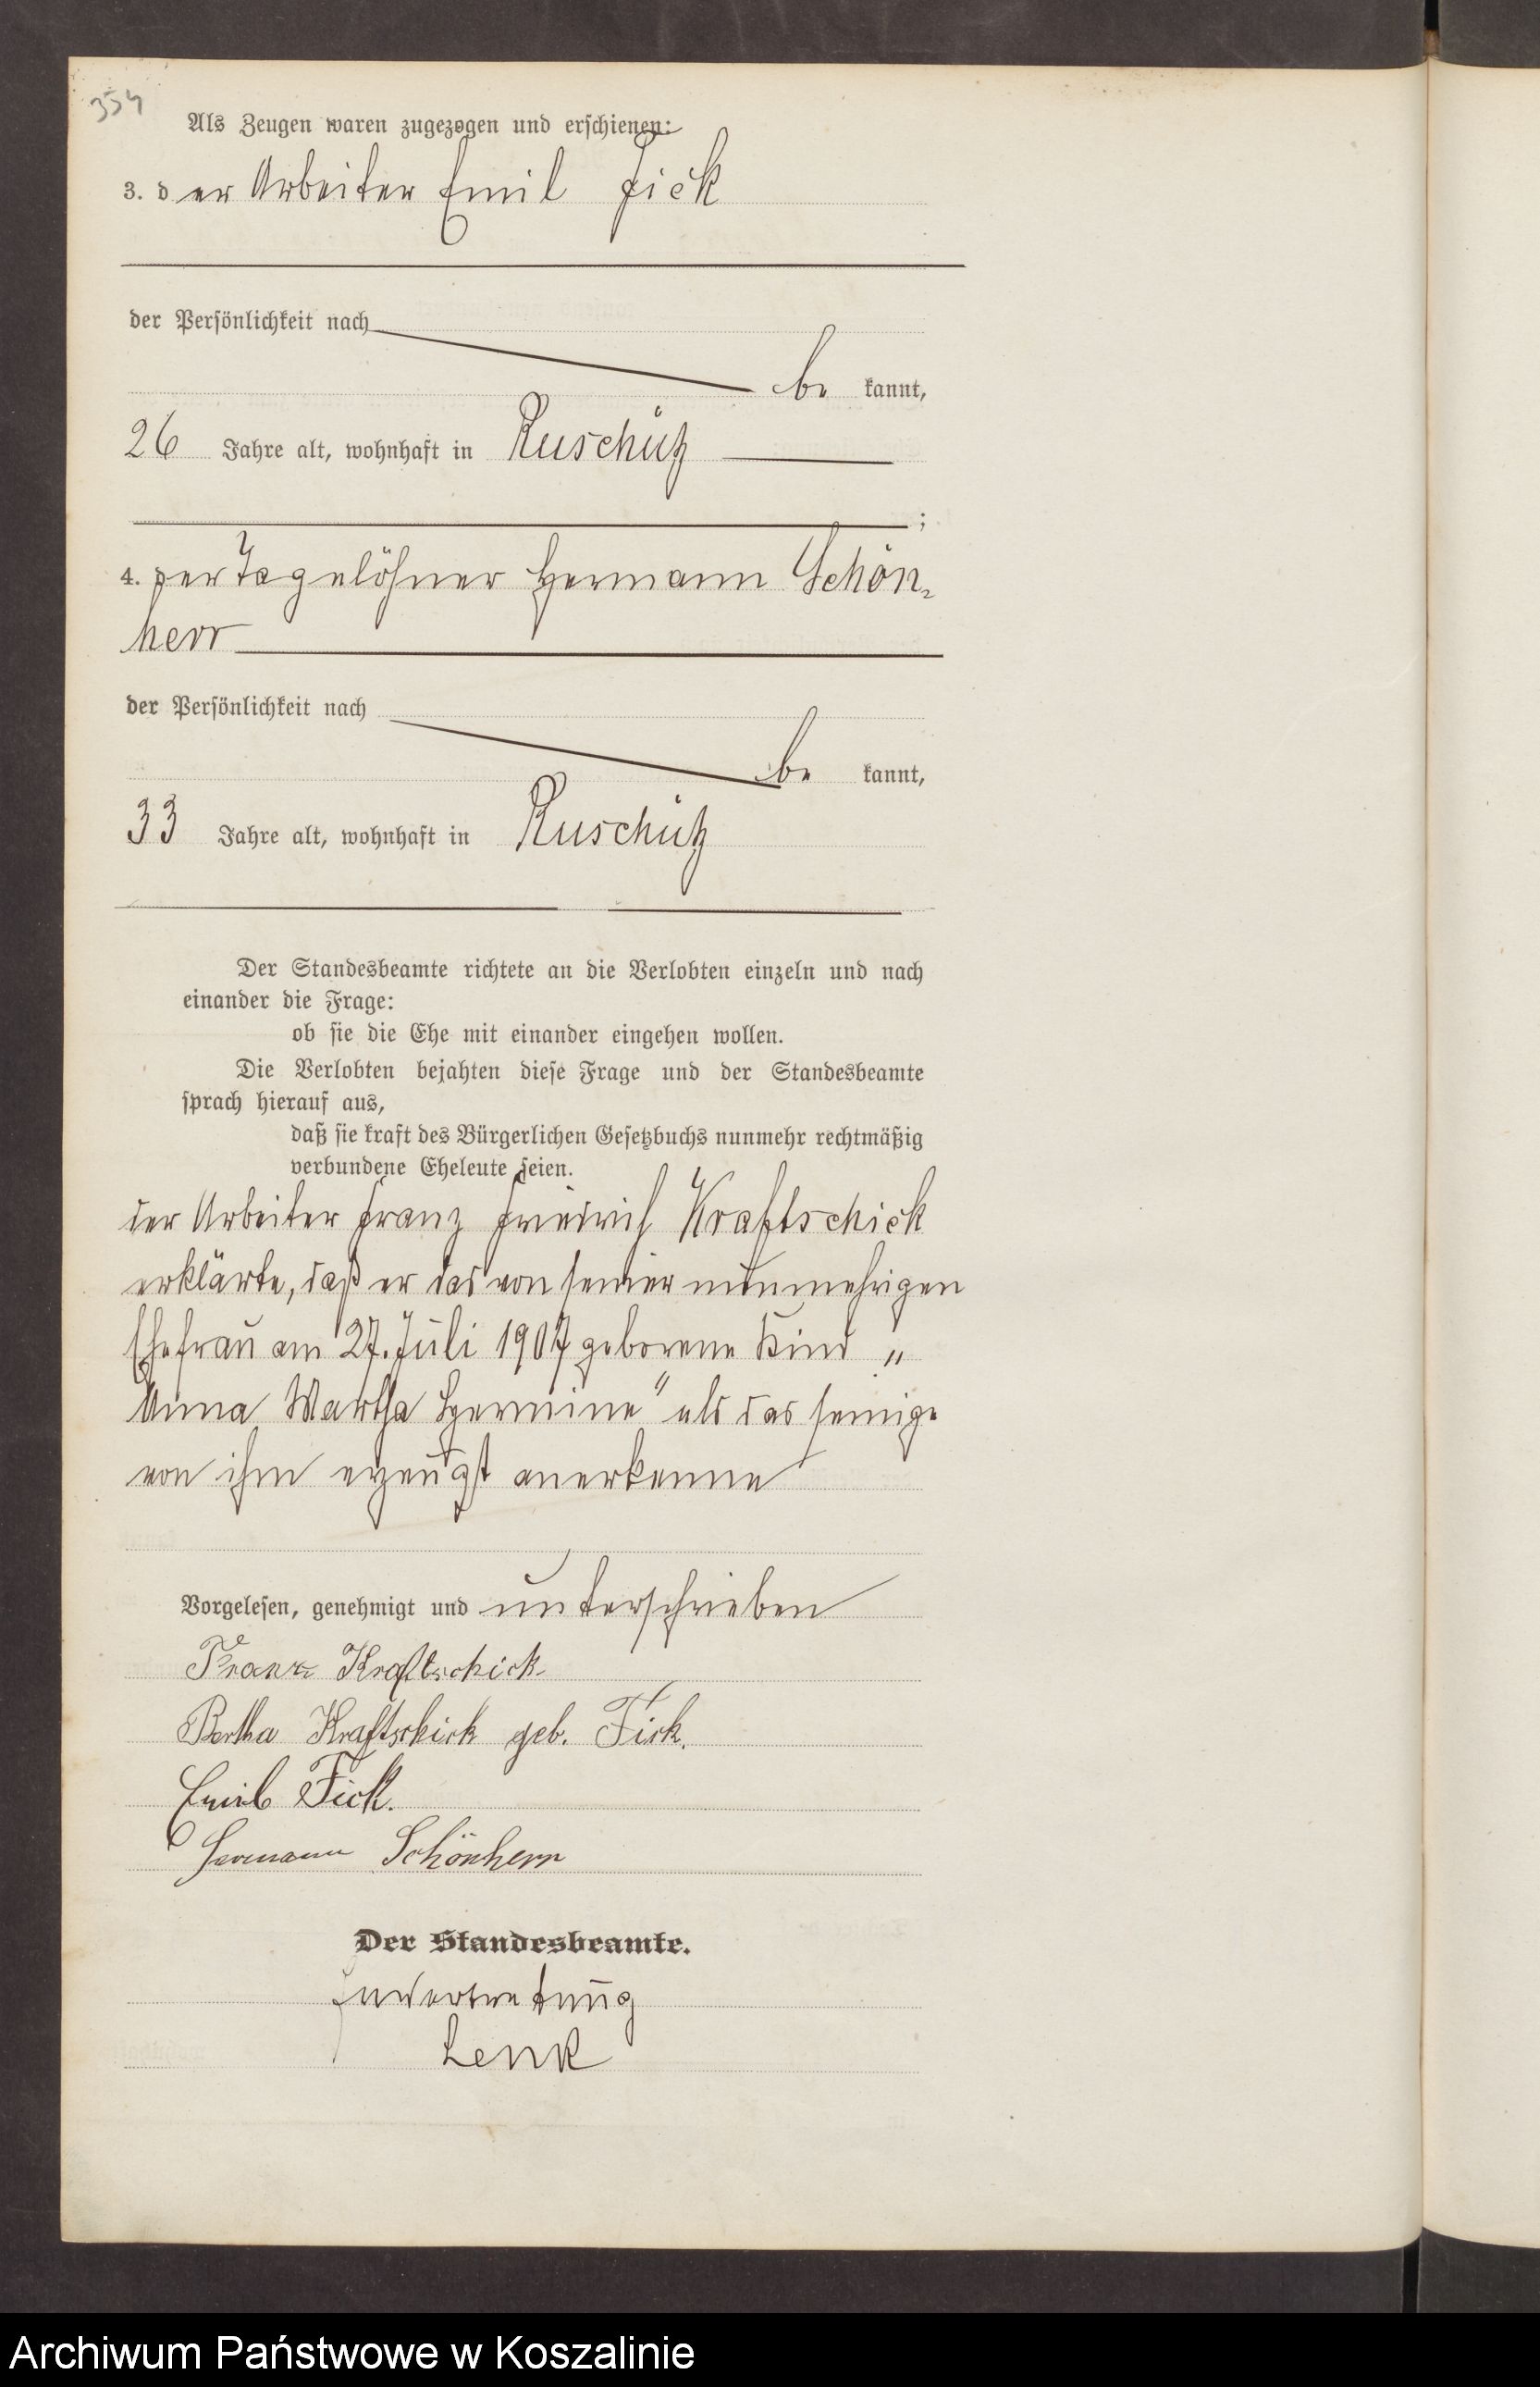 354
Als Zeugen waren zugezogen und erschienen:
3. der Arbeiter Emil Fick
der Persönlichkeit nach
be kannt,
26 Jahre alt, wohnhaft in Ruschütz
;
4. der Tagelöhner Hermann Schön-
herr
der Persönlichkeit nach
be kannt,
33 Jahre alt, wohnhaft in Ruschütz
Der Standesbeamte richtete an die Verlobten einzeln und nach
einander die Frage:
ob sie die Ehe mit einander eingehen wollen.
Die Verlobten bejahten diese Frage und der Standesbeamte
sprach hierauf aus,
daß sie kraft des Bürgerlichen Gesetzbuchs nunmehr rechtmäßig
verbundene Eheleute seien.
der Arbeiter Franz Friedrich Kraftschick
erklärte, daß er das von seiner nunmehrigen
Ehefrau am 27. Juli 1907 geborene Kind „
Anna Martha Hermine" als das seinige
von ihm erzeugt anerkenne
Vorgelesen, genehmigt und unterschrieben
Franz Kraftschick
Bertha Kraftschick geb. Fick.
Emil Fick.
Hermann Schönherr
Der Standesbeamte.
In Vertretung
Lenk
Archiwum Państwowe w Koszalinie